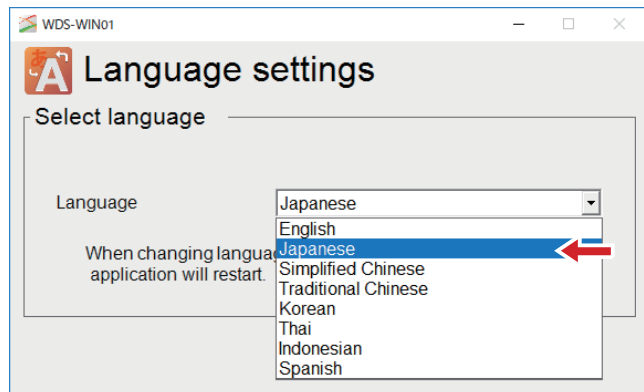 WDS-WIN01
あ
A
Language settings
Select language
Language
Japanese
English
Japanese
Simplified Chinese
Traditional Chinese
Korean
Thai
Indonesian
Spanish
When changing
application will restart.